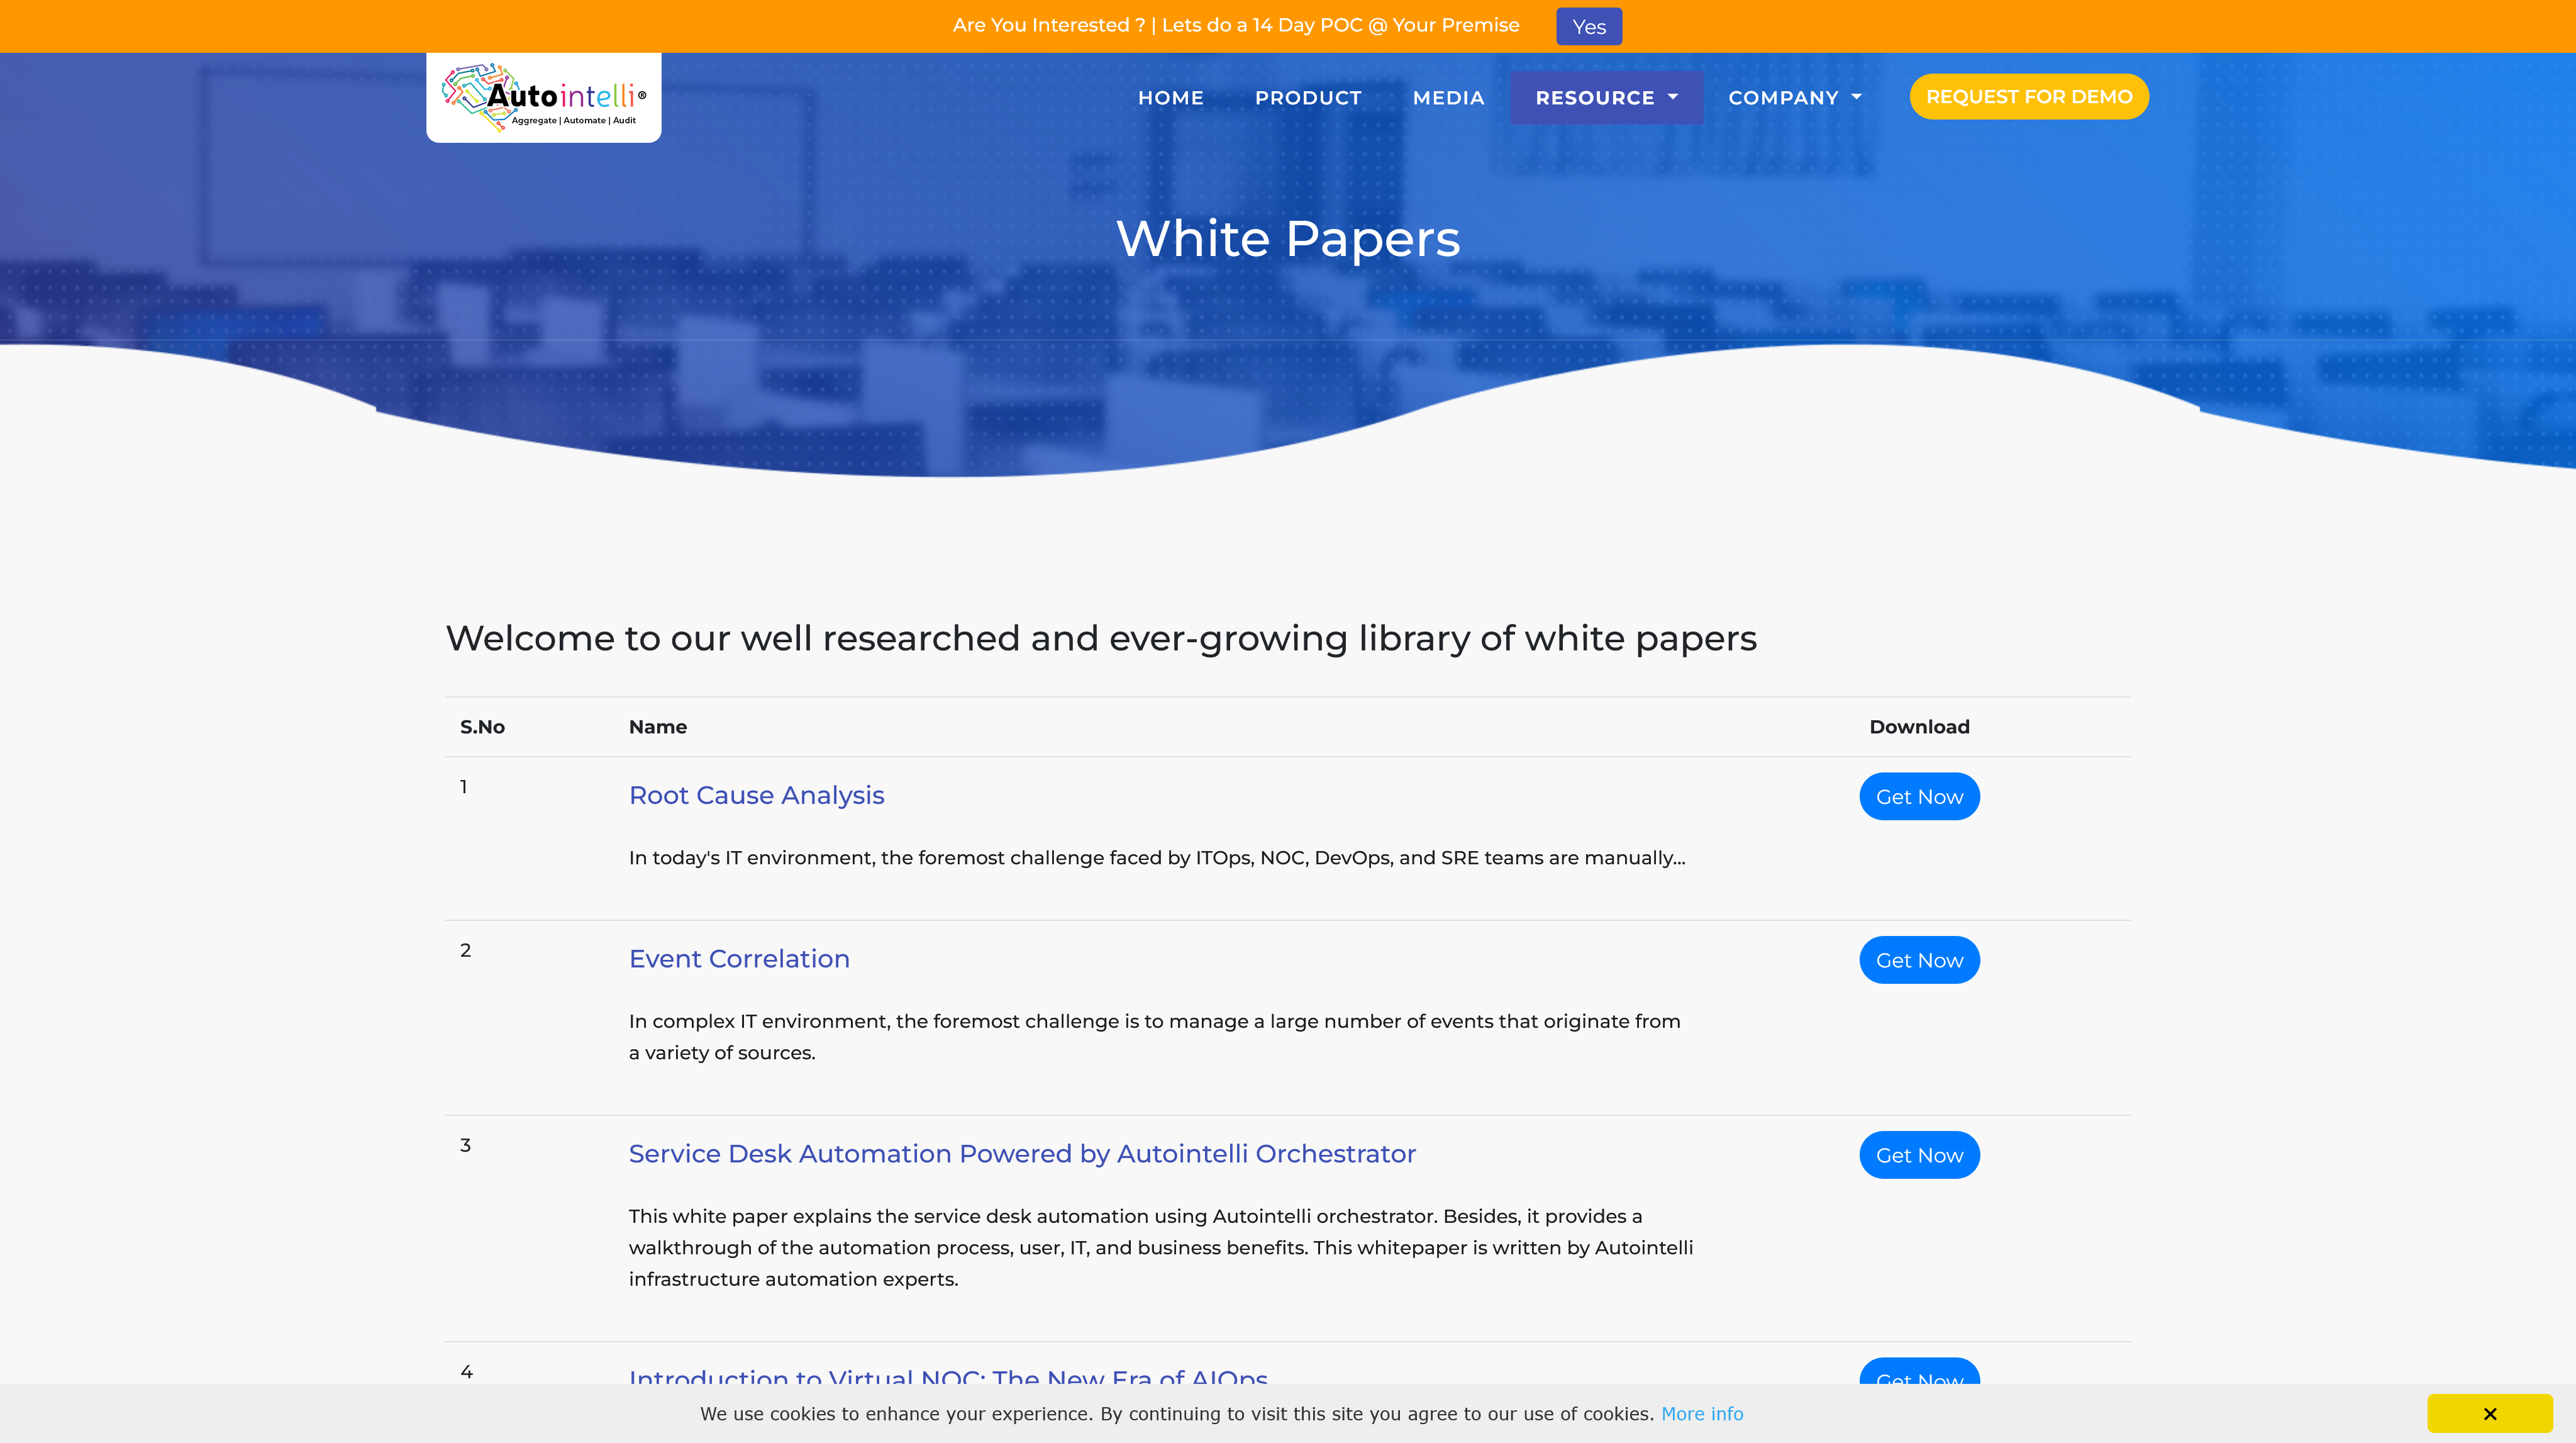 Are You Interested ? | Lets do a 14 Day POC @ Your Premise
Yes
Autointelli®
Aggregate | Automate | Audit
HOME
PRODUCT
MEDIA
RESOURCE
COMPANY
REQUEST FOR DEMO
White Papers
Welcome to our well researched and ever-growing library of white papers
S.No
Name
Download
1
Root Cause Analysis
Get Now
In today's IT environment, the foremost challenge faced by ITOps, NOC, DevOps, and SRE teams are manually...
2
Event Correlation
Get Now
In complex IT environment, the foremost challenge is to manage a large number of events that originate from
a variety of sources.
3
Service Desk Automation Powered by Autointelli Orchestrator
Get Now
This white paper explains the service desk automation using Autointelli orchestrator. Besides, it provides a
walkthrough of the automation process, user, IT, and business benefits. This whitepaper is written by Autointelli
infrastructure automation experts.
4
Introduction to Virtual NOC: The New Era of AIOps
Get Now
We use cookies to enhance your experience. By continuing to visit this site you agree to our use of cookies. More info
×